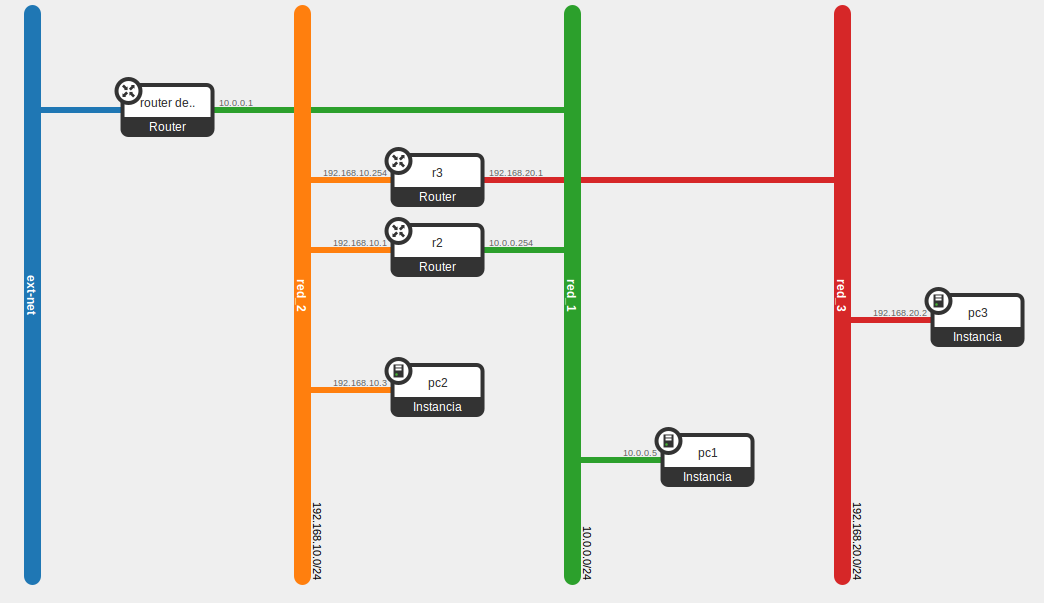 router de..
Router
10.0.0.1
192.168.10.254
r3
Router
192.168.20.1
192.168.10.1
r2
Router
10.0.0.254
ext-net
red_2
red_1
red_3
192.168.20.2
pc3
Instancia
192.168.10.3
pc2
Instancia
10.0.0.5
pc1
Instancia
192.168.10.0/24
10.0.0.0/24
192.168.20.0/24